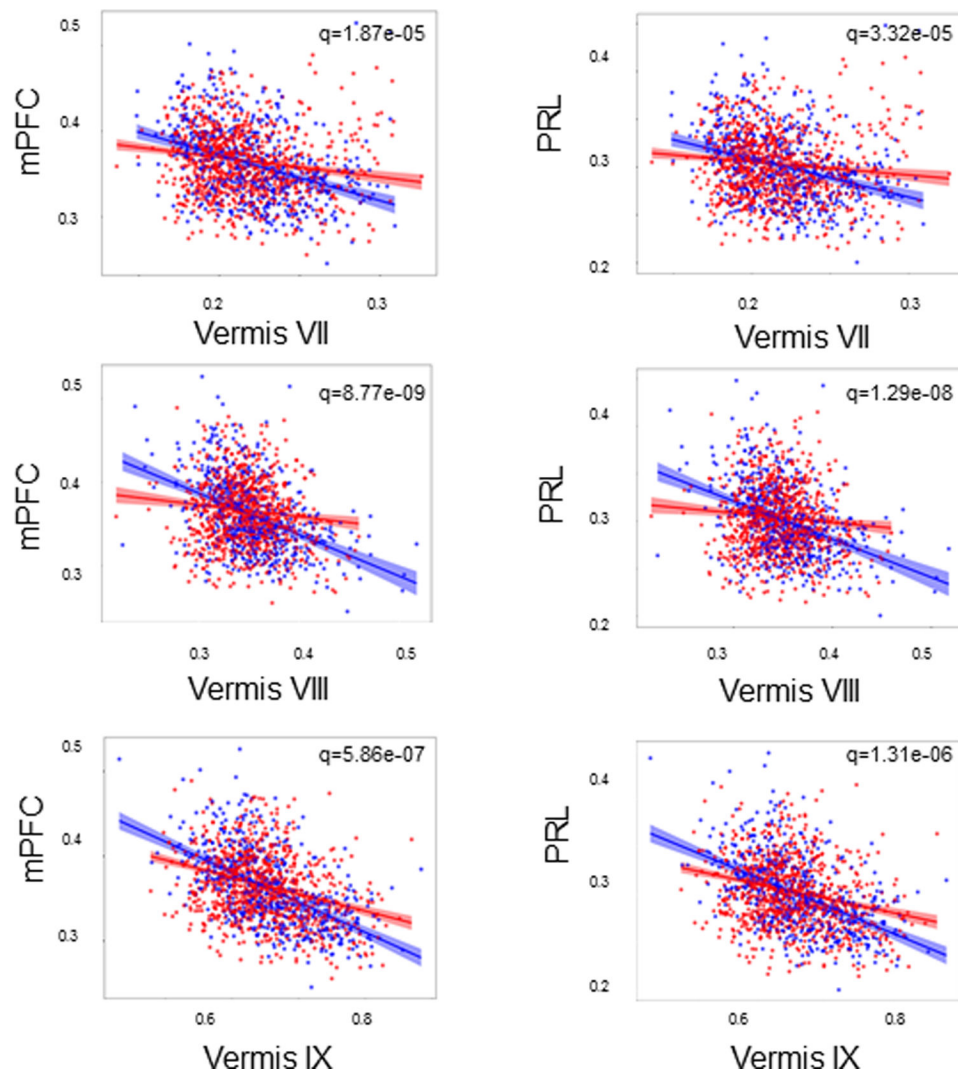 0.5
q=1.87e-05
mPFC
0.4
0.3
0.2 0.3
Vermis VII
q=3.32e-05
0.4
PRL
0.3
0.2
0.2 0.3
Vermis VII
0.5
q=8.77e-09
mPFC
0.4
0.3
0.3 0.4 0.5
Vermis VIII
q=1.29e-08
0.4
PRL
0.3
0.2
0.3 0.4 0.5
Vermis VIII
0.5
q=5.86e-07
mPFC
0.4
0.3
0.6 0.8
Vermis IX
q=1.31e-06
0.4
PRL
0.3
0.2
0.6 0.8
Vermis IX